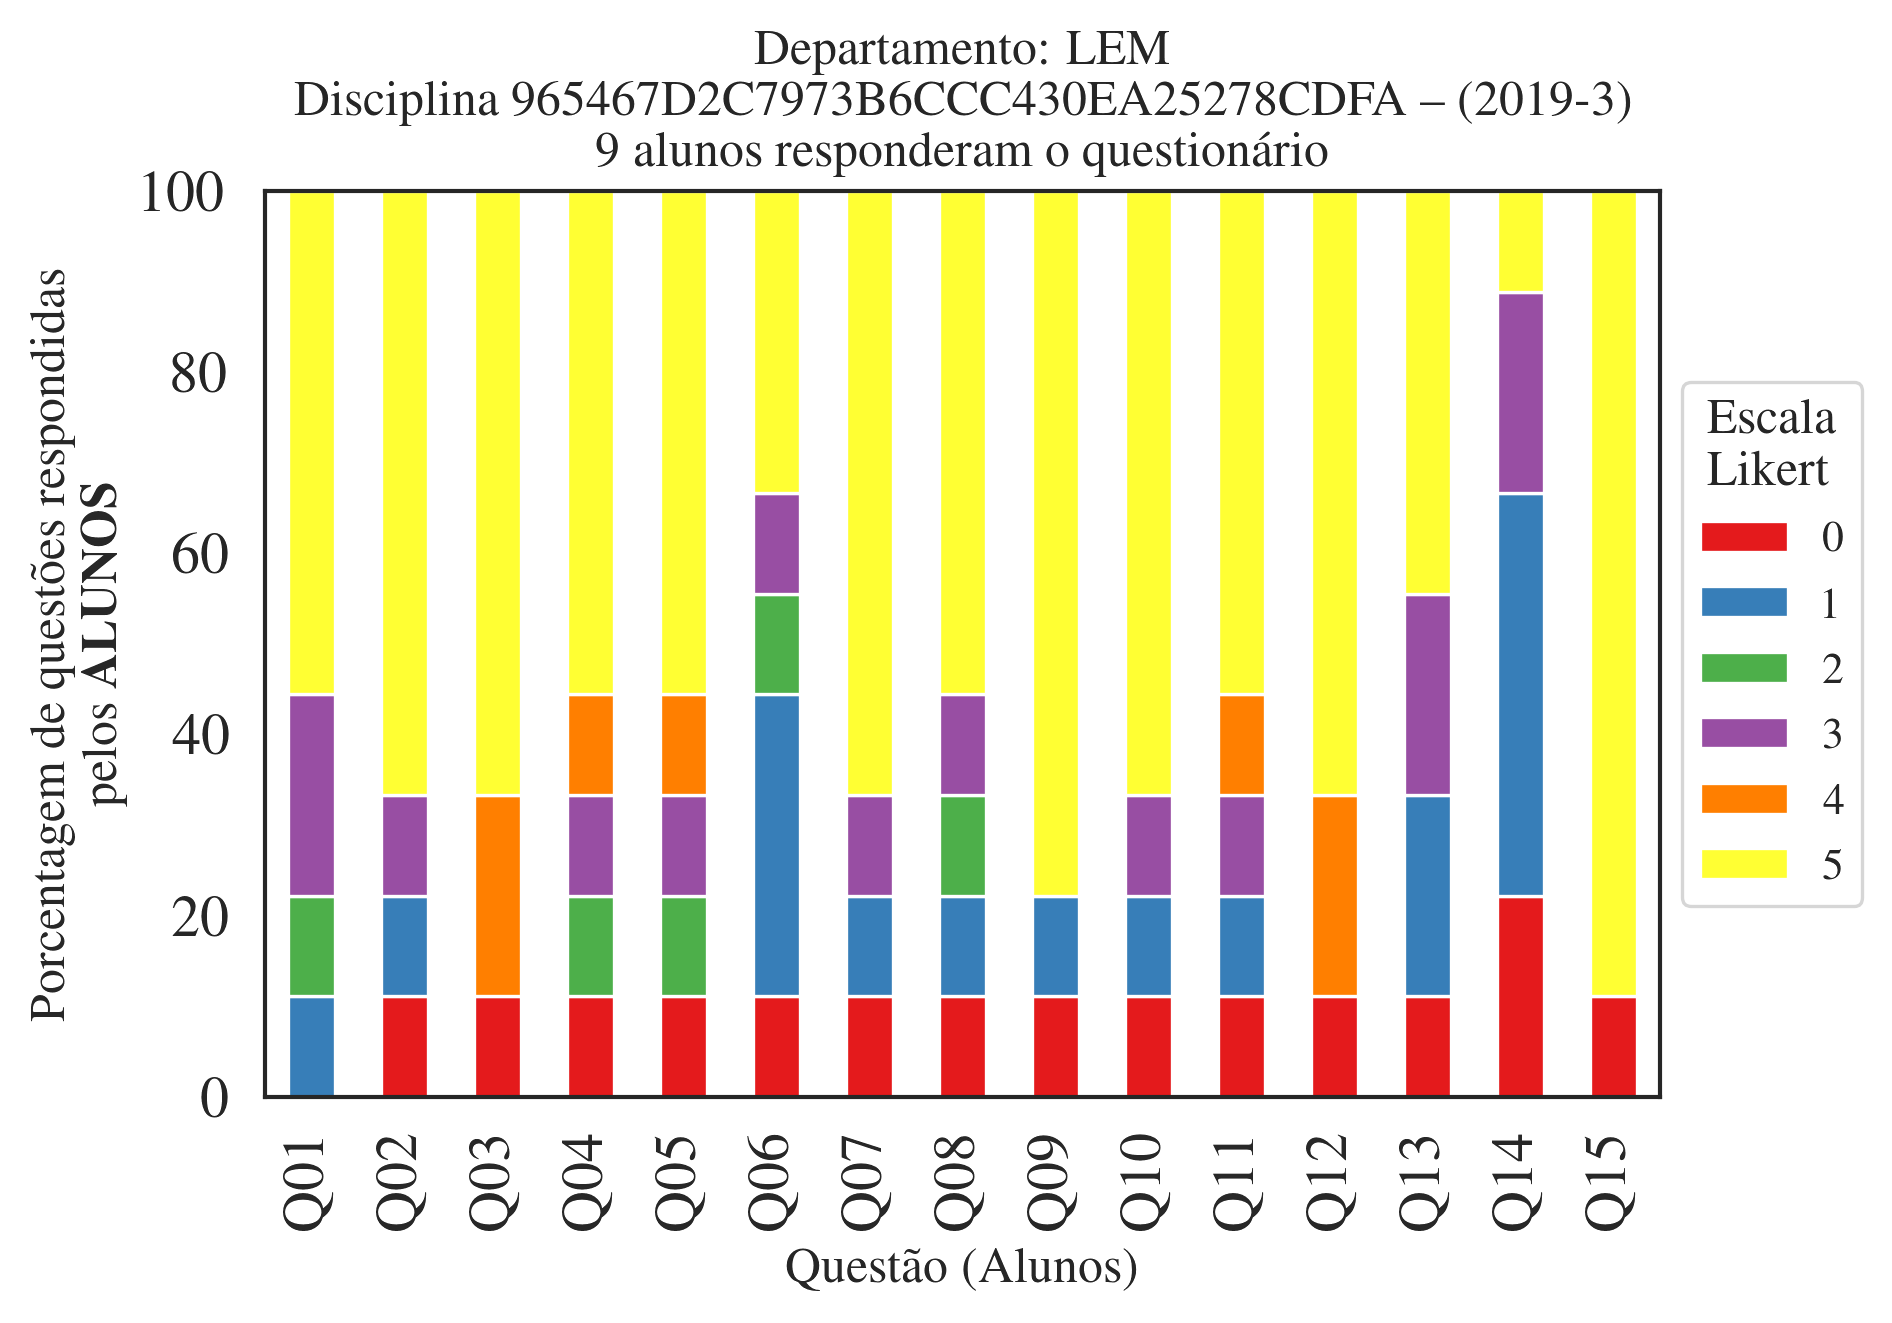 Departamento: LEM
Disciplina 965467D2C7973B6CCC430EA25278CDFA – (2019-3)
9 alunos responderam o questionário
Porcentagem de questões respondidas
pelos ALUNOS
100
80
60
40
20
0
Q01
Q02
Q03
Q04
Q05
Q06
Q07
Q08
Q09
Q10
Q11
Q12
Q13
Q14
Q15
Questão (Alunos)
Escala
Likert
0
1
2
3
4
5